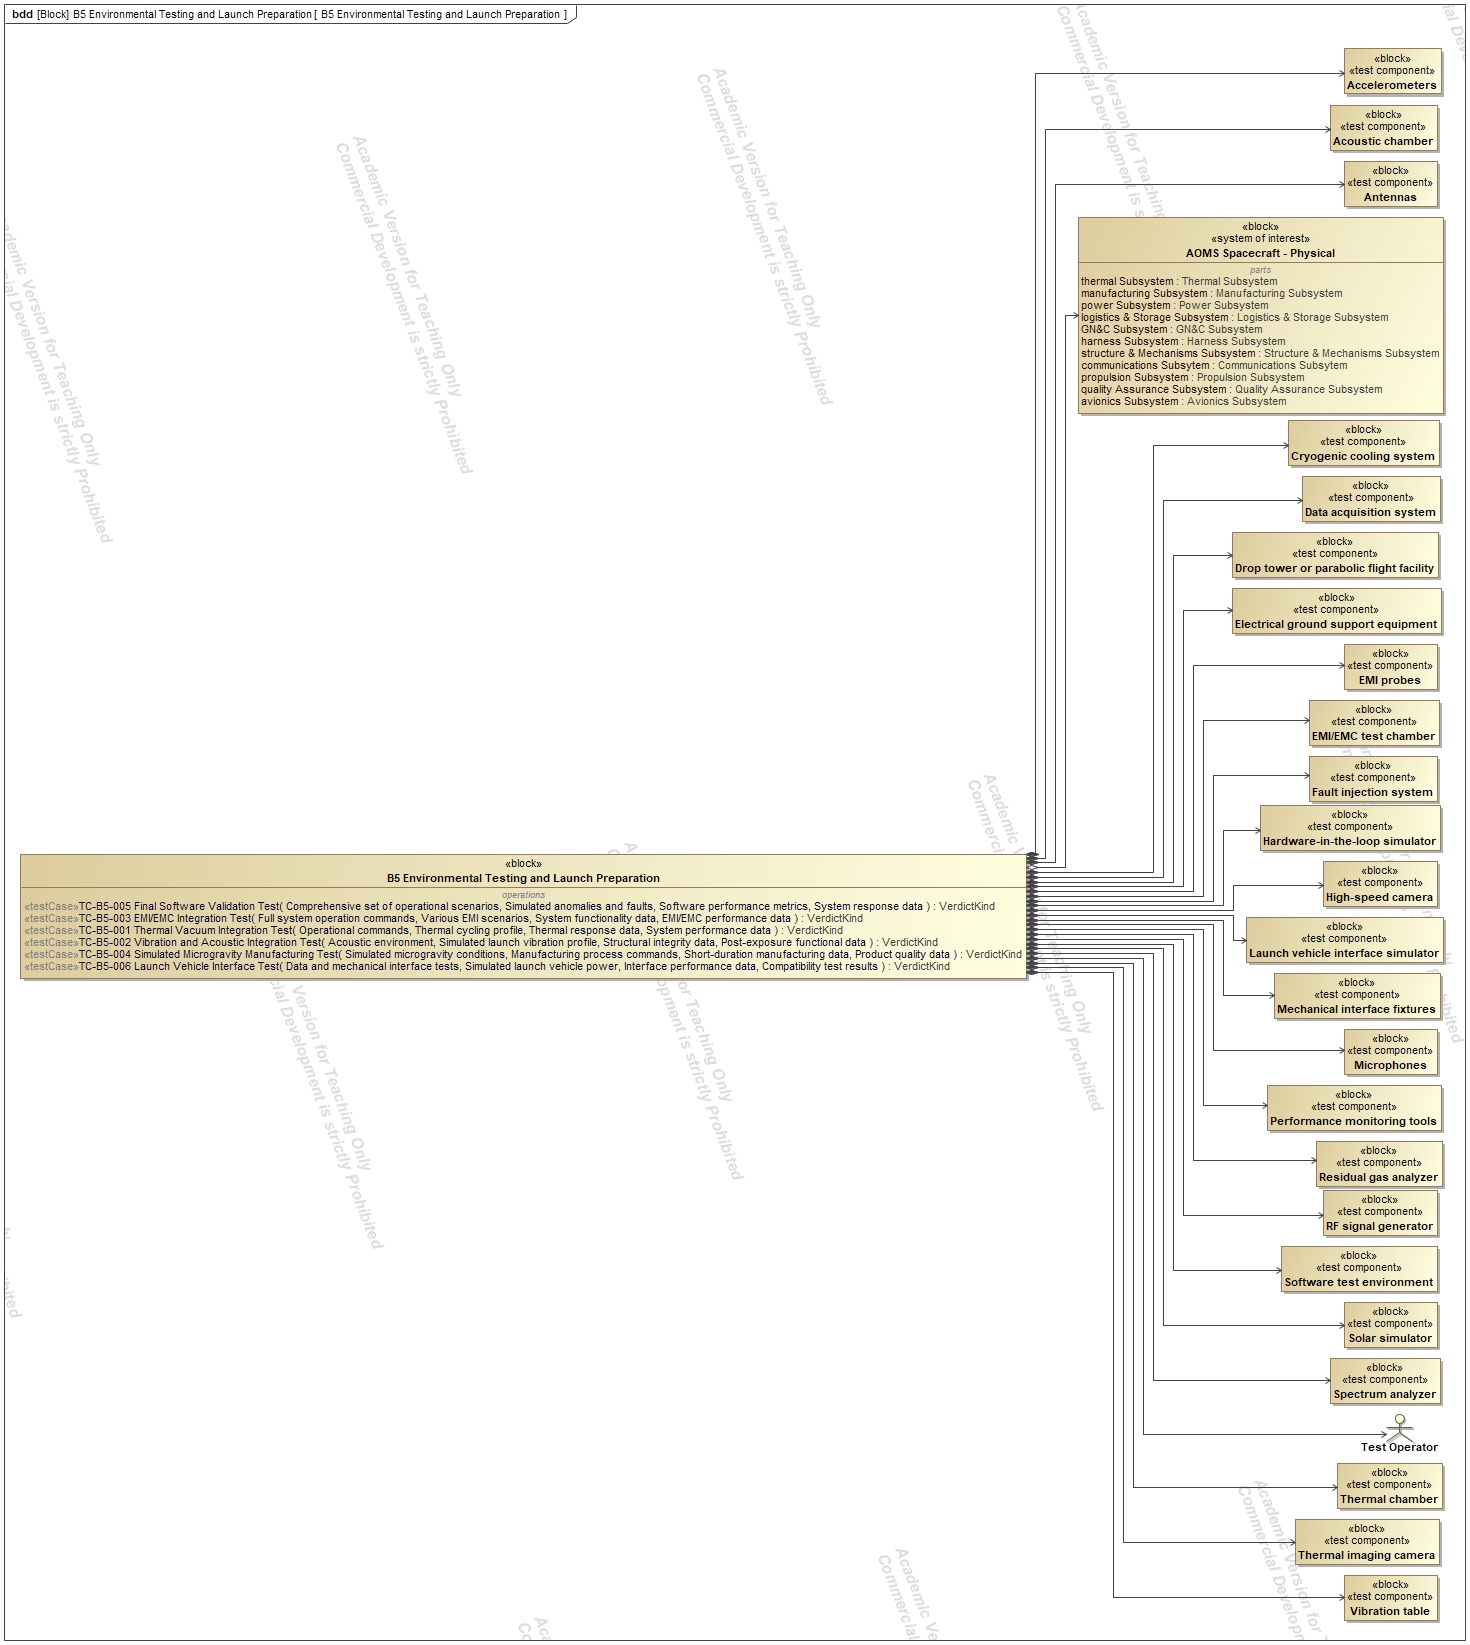 bdd [Block] B5 Environmental Testing and Launch Preparation [ B5 Environmental Testing and Launch Preparation ]
«block»
«test component»
Accelerometers
«block»
«test component»
Acoustic chamber
«block»
«test component»
Antennas
«block»
«system of interest»
AOMS Spacecraft - Physical
parts
thermal Subsystem : Thermal Subsystem
manufacturing Subsystem : Manufacturing Subsystem
power Subsystem : Power Subsystem
logistics & Storage Subsystem : Logistics & Storage Subsystem
GN&C Subsystem : GN&C Subsystem
harness Subsystem : Harness Subsystem
structure & Mechanisms Subsystem : Structure & Mechanisms Subsystem
communications Subsytem : Communications Subsytem
propulsion Subsystem : Propulsion Subsystem
quality Assurance Subsystem : Quality Assurance Subsystem
avionics Subsystem : Avionics Subsystem
«block»
«test component»
Cryogenic cooling system
«block»
«test component»
Data acquisition system
«block»
«test component»
Drop tower or parabolic flight facility
«block»
«test component»
Electrical ground support equipment
«block»
«test component»
EMI probes
«block»
«test component»
EMI/EMC test chamber
«block»
«test component»
Fault injection system
«block»
«test component»
Hardware-in-the-loop simulator
«block»
B5 Environmental Testing and Launch Preparation
operations
«testCase»TC-B5-005 Final Software Validation Test( Comprehensive set of operational scenarios, Simulated anomalies and faults, Software performance metrics, System response data ) : VerdictKind
«testCase»TC-B5-003 EMI/EMC Integration Test( Full system operation commands, Various EMI scenarios, System functionality data, EMI/EMC performance data ) : VerdictKind
«testCase»TC-B5-001 Thermal Vacuum Integration Test( Operational commands, Thermal cycling profile, Thermal response data, System performance data ) : VerdictKind
«testCase»TC-B5-002 Vibration and Acoustic Integration Test( Acoustic environment, Simulated launch vibration profile, Structural integrity data, Post-exposure functional data ) : VerdictKind
«testCase»TC-B5-004 Simulated Microgravity Manufacturing Test( Simulated microgravity conditions, Manufacturing process commands, Short-duration manufacturing data, Product quality data ) : VerdictKind
«testCase»TC-B5-006 Launch Vehicle Interface Test( Data and mechanical interface tests, Simulated launch vehicle power, Interface performance data, Compatibility test results ) : VerdictKind
«block»
«test component»
High-speed camera
«block»
«test component»
Launch vehicle interface simulator
«block»
«test component»
Mechanical interface fixtures
«block»
«test component»
Microphones
«block»
«test component»
Performance monitoring tools
«block»
«test component»
Residual gas analyzer
«block»
«test component»
RF signal generator
«block»
«test component»
Software test environment
«block»
«test component»
Solar simulator
«block»
«test component»
Spectrum analyzer
Test Operator
«block»
«test component»
Thermal chamber
«block»
«test component»
Thermal imaging camera
«block»
«test component»
Vibration table
Academic Version for Teaching Only
Commercial Development is strictly Prohibited
Academic Version for Teaching Only
Commercial Development is strictly Prohibited